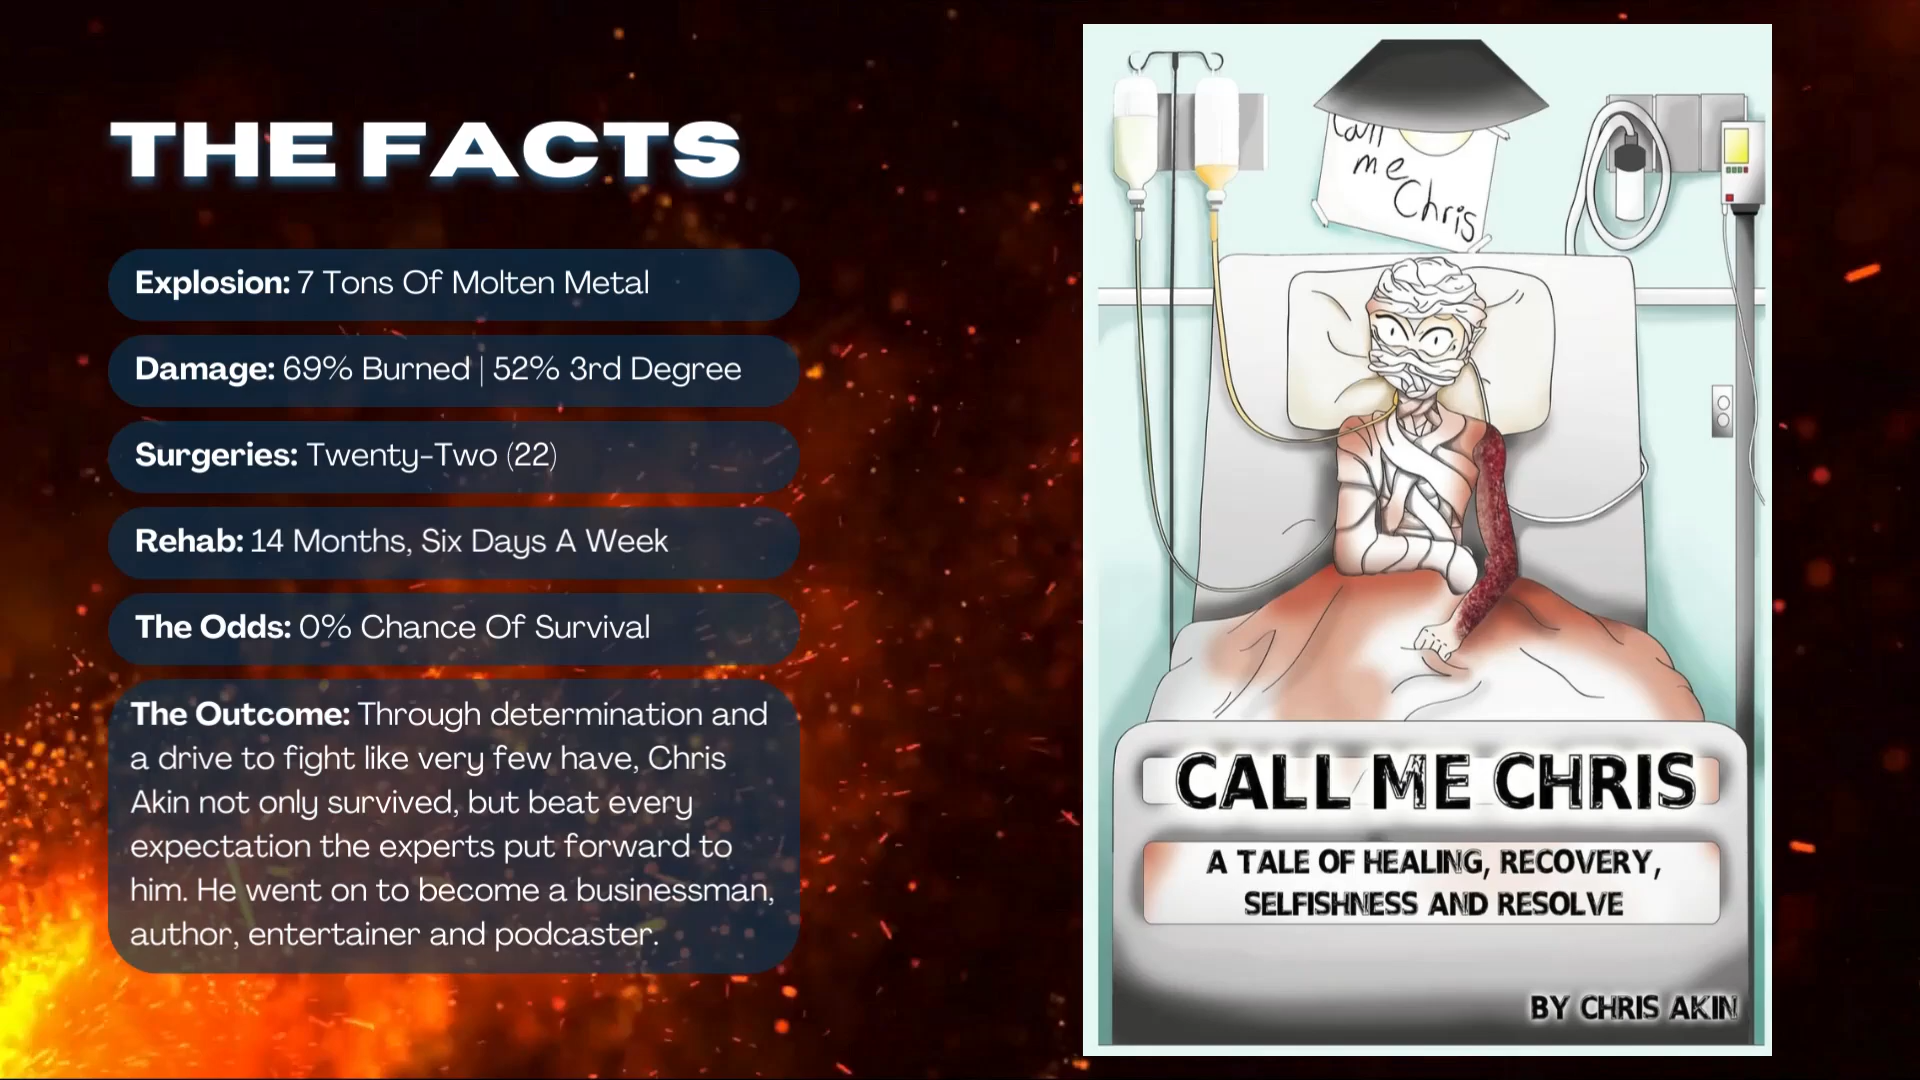 THE FACTS
Explosion: 7 Tons Of Molten Metal
Damage: 69% Burned | 52% 3rd Degree
Surgeries: Twenty-Two (22)
Rehab: 14 Months, Six Days A Week
The Odds: 0% Chance Of Survival
The Outcome: Through determination and
a drive to fight like very few have, Chris
Akin not only survived, but beat every
expectation the experts put forward to
him. He went on to become a businessman,
author, entertainer and podcaster.
Call
me
Chris
CALL ME CHRIS
A TALE OF HEALING, RECOVERY,
SELFISHNESS AND RESOLVE
BY CHRIS AKIN